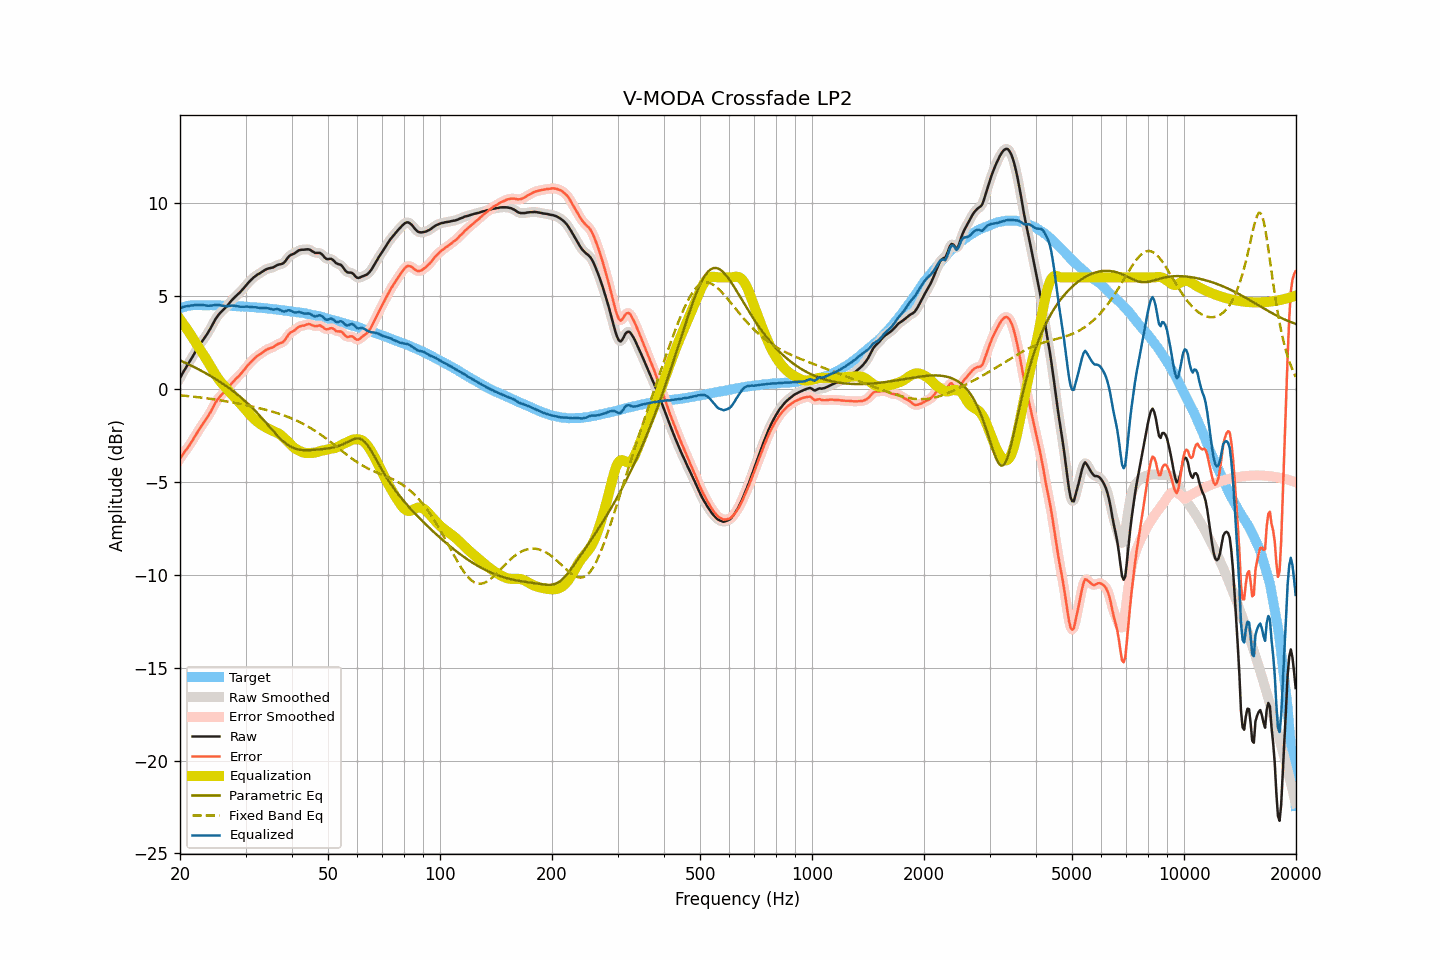 V-MODA Crossfade LP2
Amplitude (dBr)
10
5
0
−5
−10
−15
−20
−25
Target
Raw Smoothed
Error Smoothed
Raw
Error
Equalization
Parametric Eq
Fixed Band Eq
Equalized
20 50 100 200 500 1000 2000 5000 10000 20000
Frequency (Hz)